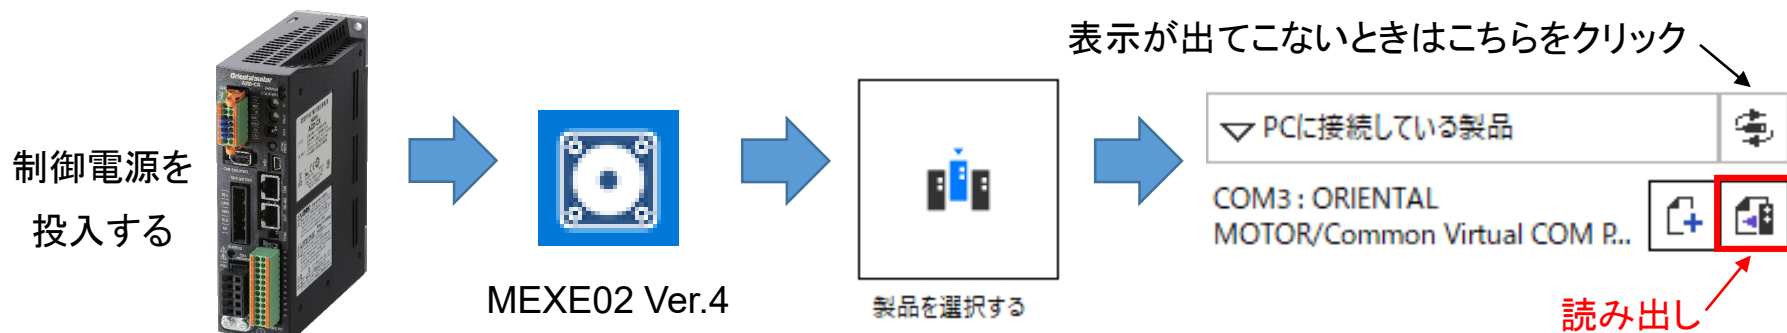 表示が出てこないときはこちらをクリック
Orientalmotor
制御電源を
投入する
MEXE02 Ver.4
製品を選択する
PCに接続している製品
COM3 : ORIENTAL
MOTOR/Common Virtual COM P...
読み出し